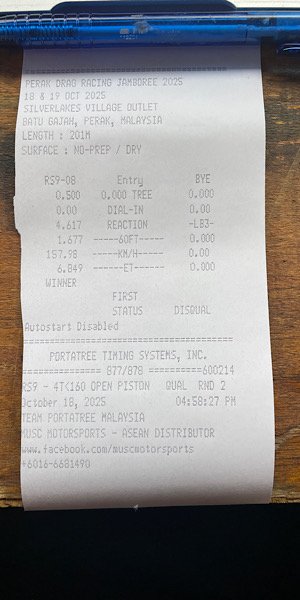 ===================================
PERAK DRAG RACING JAMBOREE 2025
18 & 19 OCT 2025
SILVERLAKES VILLAGE OUTLET
BATU GAJAH, PERAK, MALAYSIA
LENGTH : 201M
SURFACE : NO-PREP / DRY
===================================
RS9-08 Entry BYE
0.500 0.000 TREE 0.000
0.00 DIAL-IN 0.00
4.617 REACTION -LB3-
1.677 -----60FT----- 0.000
157.98 -----KM/H----- 0.00
6.849 ------ET------ 0.000
WINNER
FIRST
STATUS DISQUAL
Autostart Disabled
===================================
PORTATREE TIMING SYSTEMS, INC.
============== 877/878 ==========600214
RS9 - 4TK160 OPEN PISTON QUAL RND 2
October 18, 2025 04:58:27 PM
TEAM PORTATREE MALAYSIA
MUSC MOTORSPORTS - ASEAN DISTRIBUTOR
www.facebook.com/muscmotorsports
+6016-6681490